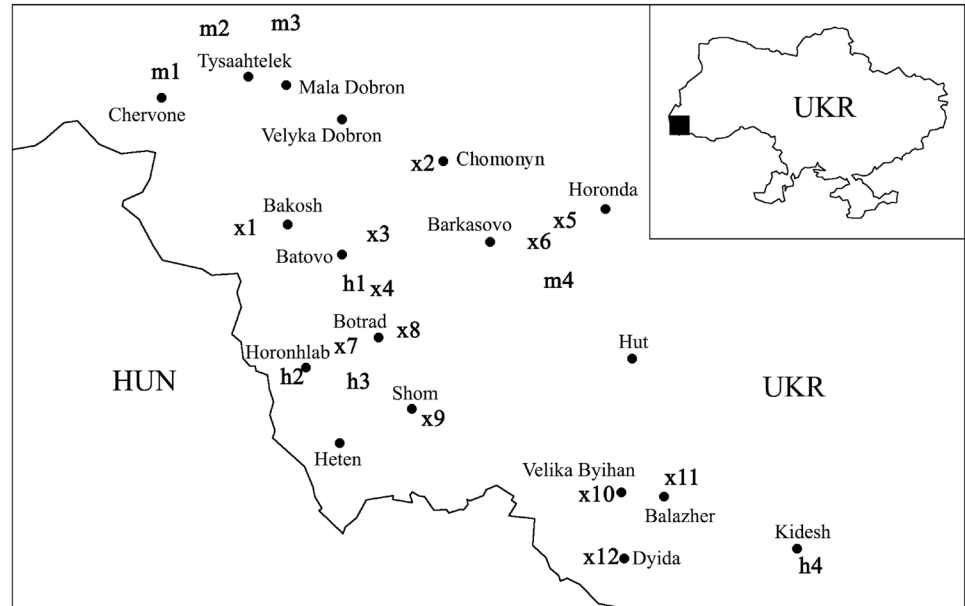 m2
m3
Tysaahtelek
m1
Mala Dobron
Chervone
Velyka Dobron
UKR
x2
Chomonyn
Horonda
Bakosh
x1
x3
Barkasovo
x5
x6
Batovo
h1
x4
m4
Botrad
x8
x7
Horonhlab
h2
h3
Hut
HUN
UKR
Shom
x9
Heten
Velika Byihan
x10
x11
Balazher
Kidesh
x12
Dyida
h4